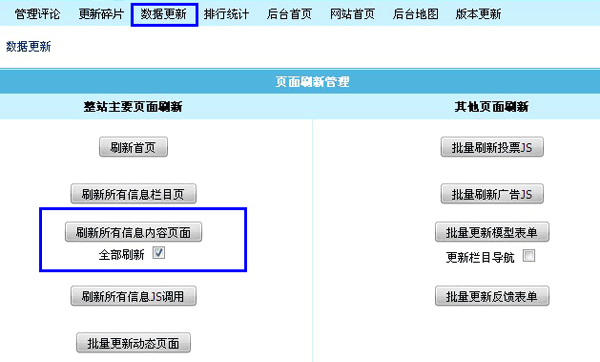 管理评论 更新碎片 数据更新 排行统计 后台首页 网站首页 后台地图 版本更新
数据更新
页面刷新管理
整站主要页面刷新 其他页面刷新
刷新首页 批量刷新投票JS
刷新所有信息栏目页 批量刷新广告JS
刷新所有信息内容页面 批量更新模型表单
全部刷新 更新栏目导航
刷新所有信息JS调用 批量更新反馈表单
批量更新动态页面